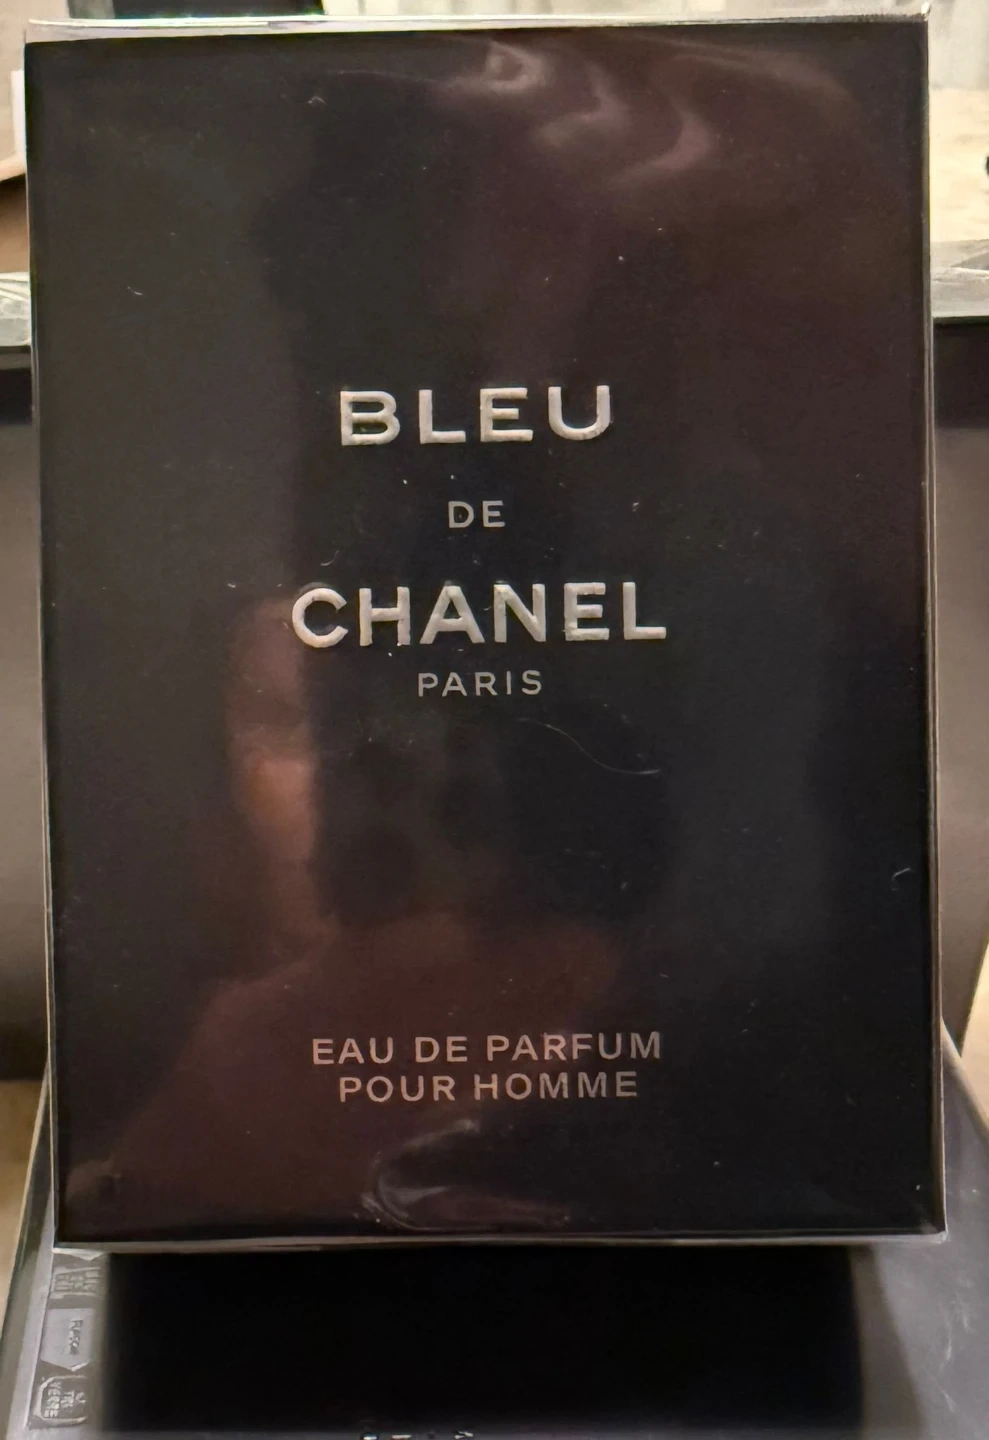 BLEU
DE
CHANEL
PARIS
EAU DE PARFUM
POUR HOMME